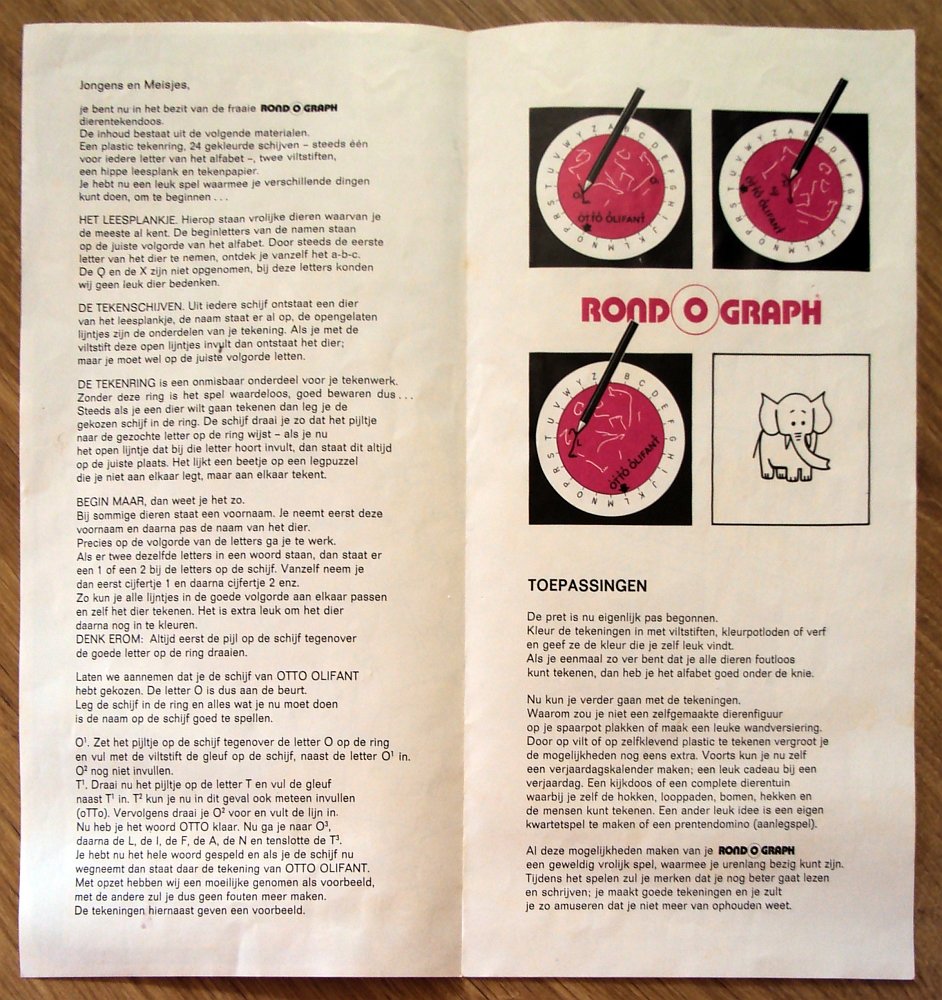 Jongens en Meisjes,
je bent nu in het bezit van de fraaie ROND O GRAPH
dierentekendoos.
De inhoud bestaat uit de volgende materialen.
Een plastic tekenring, 24 gekleurde schijven – steeds één
voor iedere letter van het alfabet –, twee viltstiften,
een hippe leesplank en tekenpapier.
Je hebt nu een leuk spel waarmee je verschillende dingen
kunt doen, om te beginnen . . .
HET LEESPLANKJE. Hierop staan vrolijke dieren waarvan je
de meeste al kent. De beginletters van de namen staan
op de juiste volgorde van het alfabet. Door steeds de eerste
letter van het dier te nemen, ontdek je vanzelf het a-b-c.
De Q en de X zijn niet opgenomen, bij deze letters konden
wij geen leuk dier bedenken.
DE TEKENSCHIJVEN. Uit iedere schijf ontstaat een dier
van het leesplankje, de naam staat er al op, de opengelaten
lijntjes zijn de onderdelen van je tekening. Als je met de
viltstift deze open lijntjes invult dan ontstaat het dier;
maar je moet wel op de juiste volgorde letten.
DE TEKENRING is een onmisbaar onderdeel voor je tekenwerk.
Zonder deze ring is het spel waardeloos, goed bewaren dus . . .
Steeds als je een dier wilt gaan tekenen dan leg je de
gekozen schijf in de ring. De schijf draai je zo dat het pijltje
naar de gezochte letter op de ring wijst – als je nu
het open lijntje dat bij die letter hoort invult, dan staat dit altijd
op de juiste plaats. Het lijkt een beetje op een legpuzzel
die je niet aan elkaar legt, maar aan elkaar tekent.
BEGIN MAAR, dan weet je het zo.
Bij sommige dieren staat een voornaam. Je neemt eerst deze
voornaam en daarna pas de naam van het dier.
Precies op de volgorde van de letters ga je te werk.
Als er twee dezelfde letters in een woord staan, dan staat er
een 1 of een 2 bij de letters op de schijf. Vanzelf neem je
dan eerst cijfertje 1 en daarna cijfertje 2 enz.
Zo kun je alle lijntjes in de goede volgorde aan elkaar passen
en zelf het dier tekenen. Het is extra leuk om het dier
daarna nog in te kleuren.
DENK EROM: Altijd eerst de pijl op de schijf tegenover
de goede letter op de ring draaien.
Laten we aannemen dat je de schijf van OTTO OLIFANT
hebt gekozen. De letter O is dus aan de beurt.
Leg de schijf in de ring en alles wat je nu moet doen
is de naam op de schijf goed te spellen.
O¹. Zet het pijltje op de schijf tegenover de letter O op de ring
en vul met de viltstift de gleuf op de schijf, naast de letter O¹ in.
O² nog niet invullen.
T¹. Draai nu het pijltje op de letter T en vul de gleuf
naast T¹ in. T² kun je nu in dit geval ook meteen invullen
(oTTo). Vervolgens draai je O² voor en vult de lijn in.
Nu heb je het woord OTTO klaar. Nu ga je naar O³,
daarna de L, de I, de F, de A, de N en tenslotte de T³.
Je hebt nu het hele woord gespeld en als je de schijf nu
wegneemt dan staat daar de tekening van OTTO OLIFANT.
Met opzet hebben wij een moeilijke genomen als voorbeeld,
met de andere zul je dus geen fouten meer maken.
De tekeningen hiernaast geven een voorbeeld.
A B C D E F G H I J K L M N O P R S T U V W Y Z
OTTO OLIFANT
A B C D E F G H I J K L M N O P R S T U V W Y Z
OTTO OLIFANT
ROND O GRAPH
A B C D E F G H I J K L M N O P R S T U V W Y Z
OTTO OLIFANT
TOEPASSINGEN
De pret is nu eigenlijk pas begonnen.
Kleur de tekeningen in met viltstiften, kleurpotloden of verf
en geef ze de kleur die je zelf leuk vindt.
Als je eenmaal zo ver bent dat je alle dieren foutloos
kunt tekenen, dan heb je het alfabet goed onder de knie.
Nu kun je verder gaan met de tekeningen.
Waarom zou je niet een zelfgemaakte dierenfiguur
op je spaarpot plakken of maak een leuke wandversiering.
Door op vilt of op zelfklevend plastic te tekenen vergroot je
de mogelijkheden nog eens extra. Voorts kun je nu zelf
een verjaardagskalender maken; een leuk cadeau bij een
verjaardag. Een kijkdoos of een complete dierentuin
waarbij je zelf de hokken, looppaden, bomen, hekken en
de mensen kunt tekenen. Een ander leuk idee is een eigen
kwartetspel te maken of een prentendomino (aanlegspel).
Al deze mogelijkheden maken van je ROND O GRAPH
een geweldig vrolijk spel, waarmee je urenlang bezig kunt zijn.
Tijdens het spelen zul je merken dat je nog beter gaat lezen
en schrijven; je maakt goede tekeningen en je zult
je zo amuseren dat je niet meer van ophouden weet.